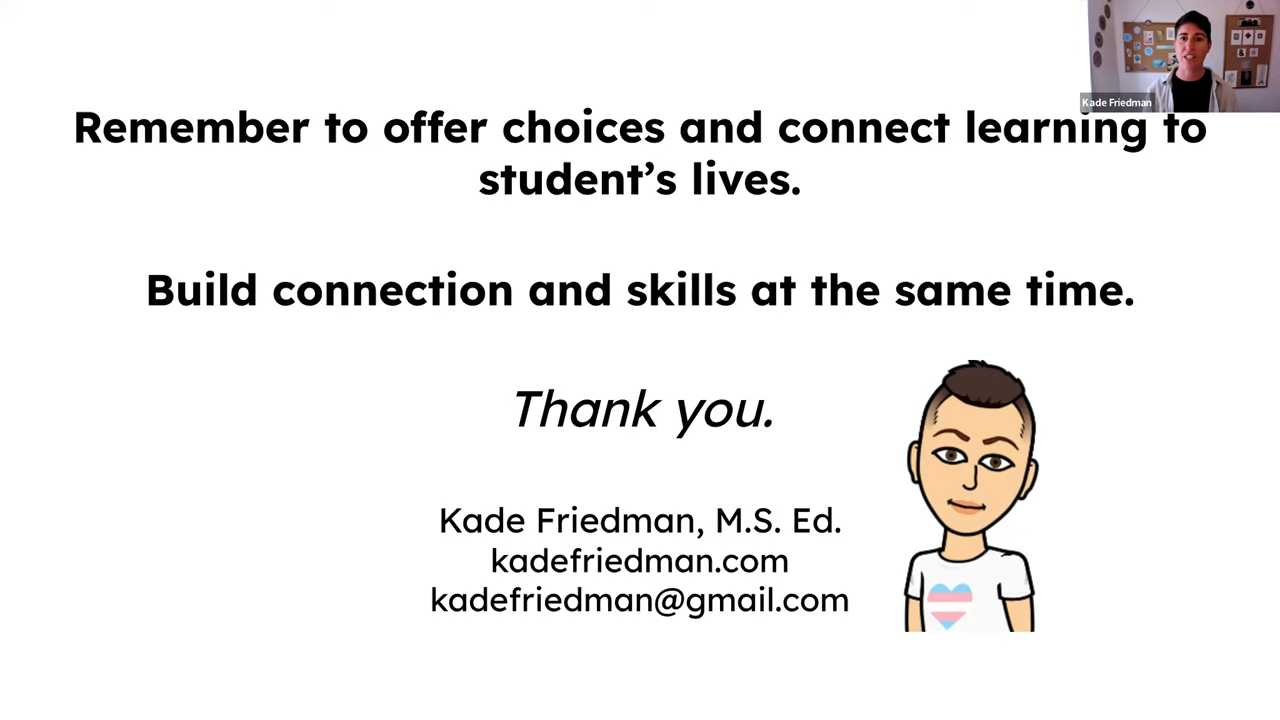 Kade Friedman
Remember to offer choices and connect learning to
student’s lives.
Build connection and skills at the same time.
Thank you.
Kade Friedman, M.S. Ed.
kadefriedman.com
kadefriedman@gmail.com